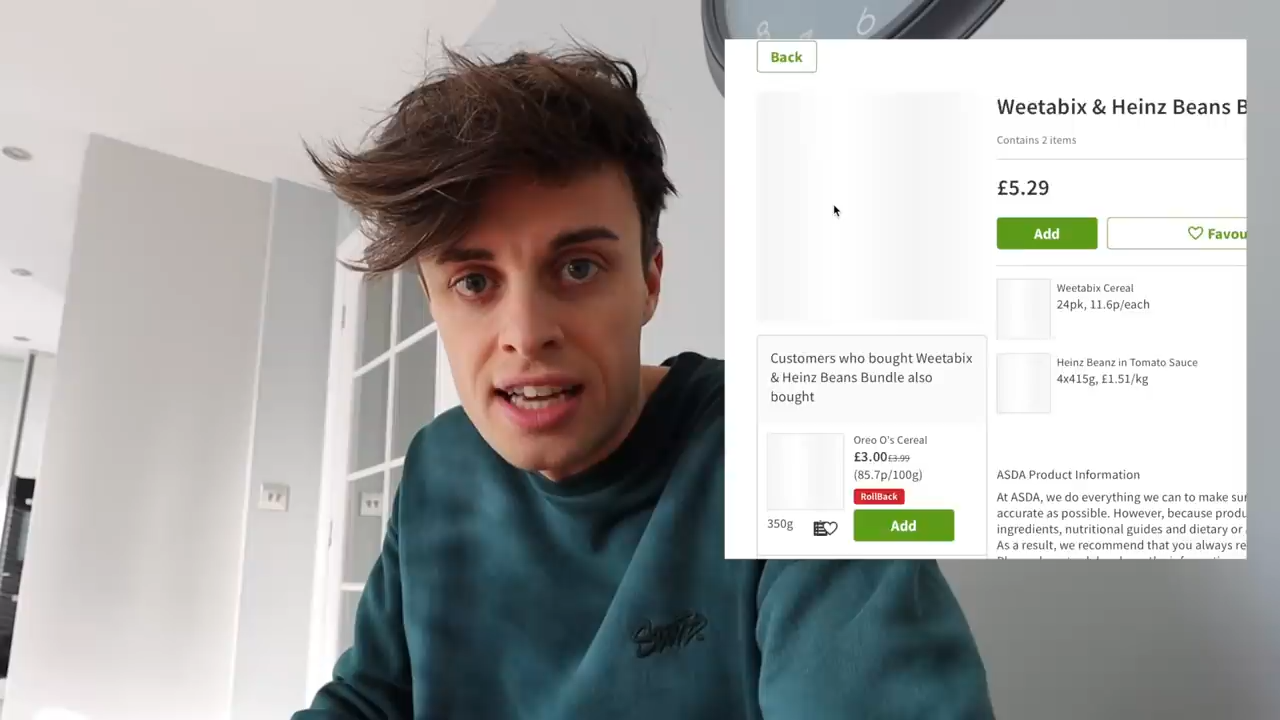 8 7 6
Back
Weetabix & Heinz Beans B
Contains 2 items
£5.29
Add
Favou
Weetabix Cereal
24pk, 11.6p/each
Heinz Beanz in Tomato Sauce
4x415g, £1.51/kg
Customers who bought Weetabix
& Heinz Beans Bundle also
bought
Oreo O's Cereal
£3.00 £3.99
(85.7p/100g)
RollBack
350g
Add
ASDA Product Information
At ASDA, we do everything we can to make sur
accurate as possible. However, because produ
ingredients, nutritional guides and dietary or
As a result, we recommend that you always re